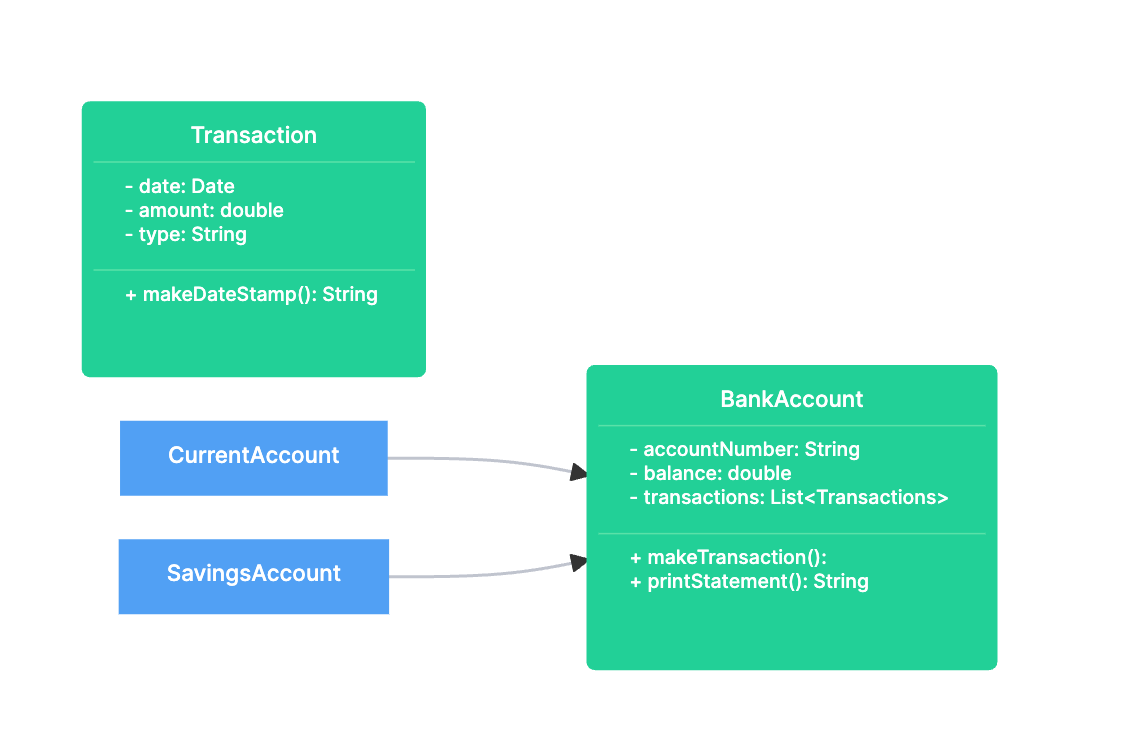 Transaction
- date: Date
- amount: double
- type: String
+ makeDateStamp(): String
CurrentAccount
SavingsAccount
BankAccount
- accountNumber: String
- balance: double
- transactions: List<Transactions>
+ makeTransaction():
+ printStatement(): String